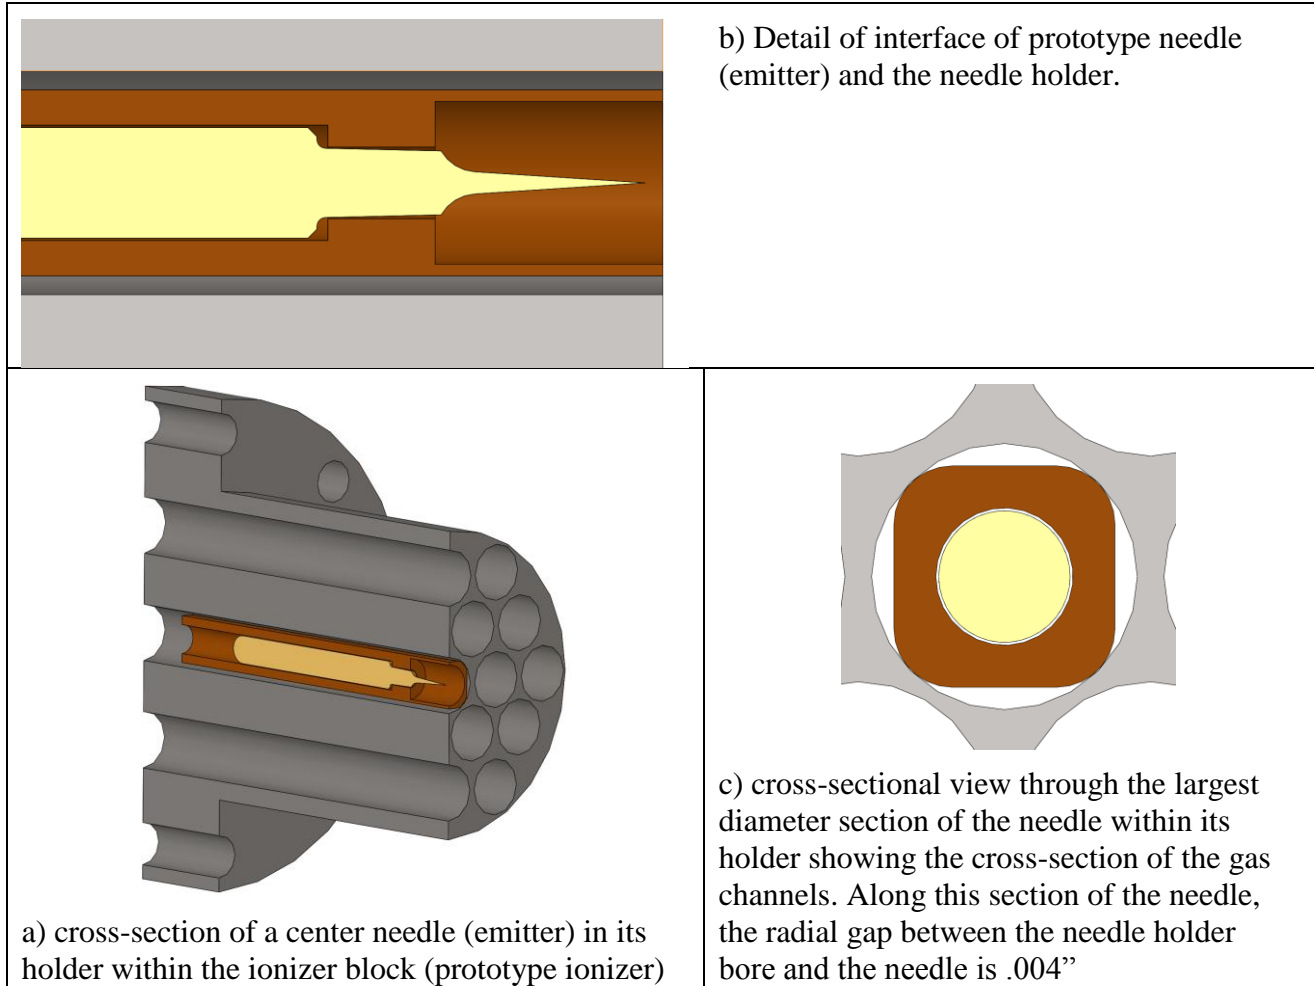 b) Detail of interface of prototype needle
(emitter) and the needle holder.
a) cross-section of a center needle (emitter) in its
holder within the ionizer block (prototype ionizer)
c) cross-sectional view through the largest
diameter section of the needle within its
holder showing the cross-section of the gas
channels. Along this section of the needle,
the radial gap between the needle holder
bore and the needle is .004”